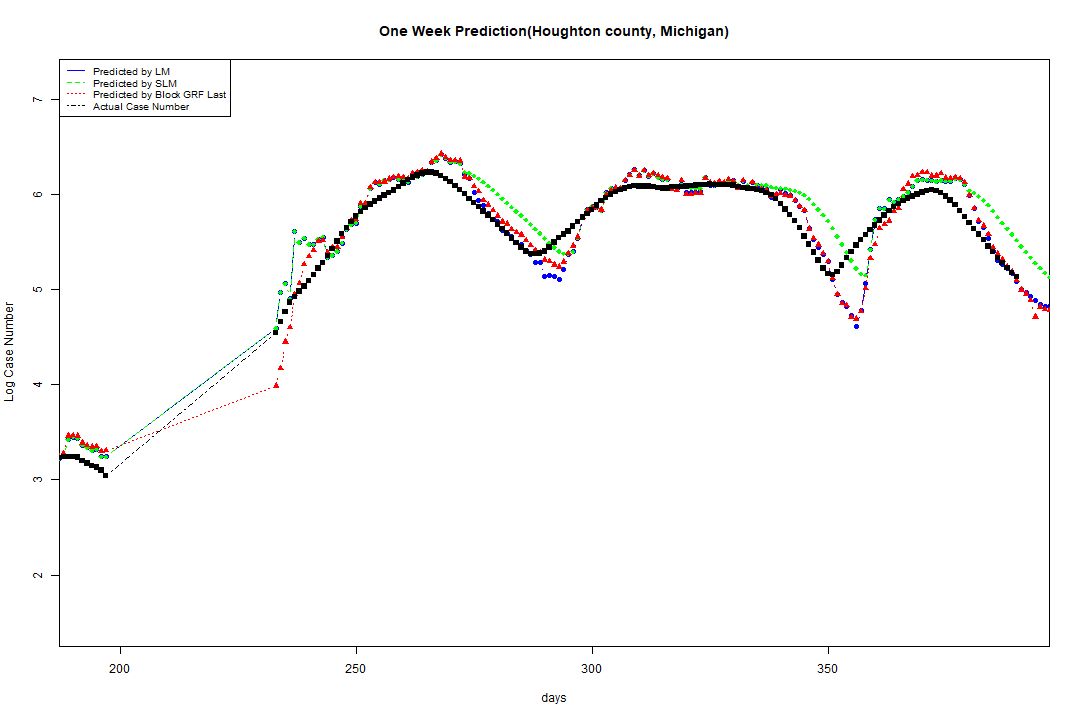 One Week Prediction(Houghton county, Michigan)
Predicted by LM
Predicted by SLM
Predicted by Block GRF Last
Actual Case Number
7
6
5
4
3
2
Log Case Number
200 250 300 350
days